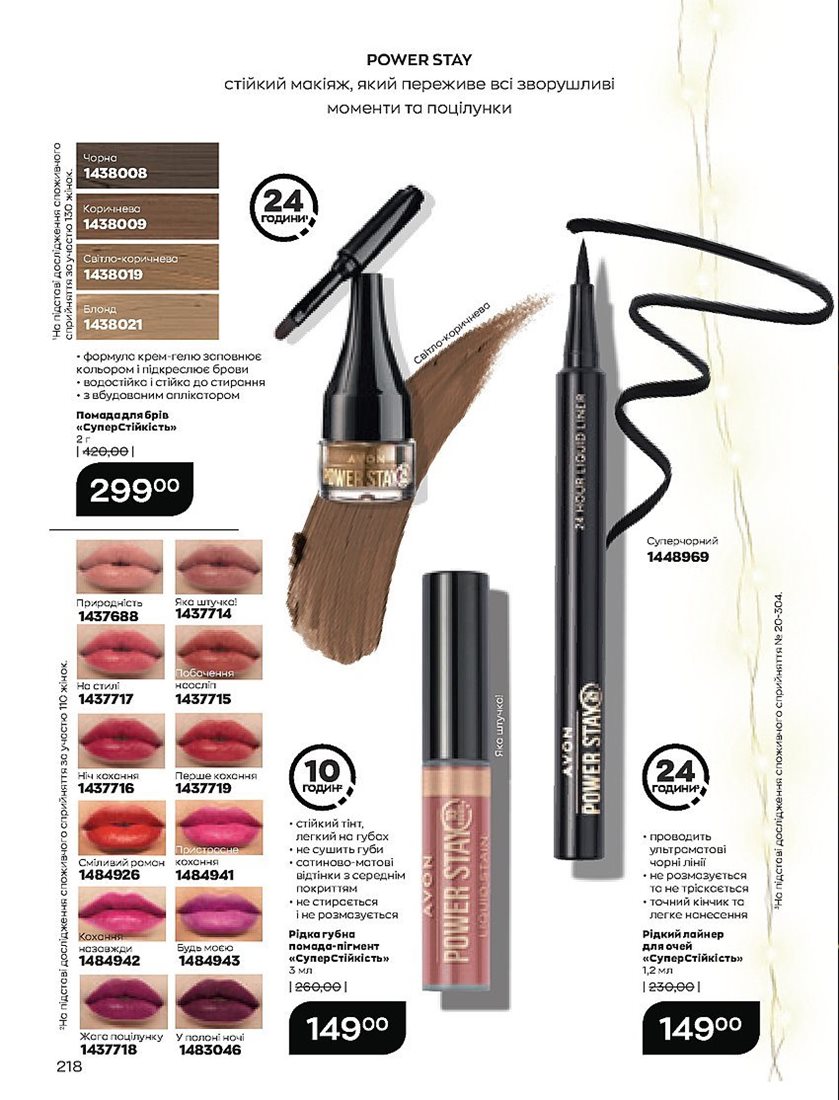 POWER STAY
стійкий макіяж, який переживе всі зворушливі
моменти та поцілунки
¹На підставі дослідження споживчого
сприйняття за участю 130 жінок.
Чорна
1438008
Коричнева
1438009
Світло-коричнева
1438019
Блонд
1438021
24
ГОДИНИ¹
Світло-коричнева
• формула крем-гелю заповнює
кольором і підкреслює брови
• водостійка і стійка до стирання
• з вбудованим аплікатором
Помада для брів
«СуперСтійкість»
2 г
| 420,00 |
299⁰⁰
AVON
POWER STAY
24 HOUR LIQUID LINER
AVON
POWER STAY 24
Суперчорний
1448969
²На підставі дослідження споживчого сприйняття за участю 110 жінок.
Природність
1437688
Яка штучка!
1437714
На стилі
1437717
Побачення
наосліп
1437715
Ніч кохання
1437716
Перше кохання
1437719
Сміливий роман
1484926
Пристрасне
кохання
1484941
Кохання
назавжди
1484942
Будь моєю
1484943
Жага поцілунку
1437718
У полоні ночі
1483046
10
ГОДИН²
• стійкий тінт,
легкий на губах
• не сушить губи
• сатиново-матові
відтінки з середнім
покриттям
• не стирається
і не розмазується
Рідка губна
помада-пігмент
«СуперСтійкість»
3 мл
| 260,00 |
149⁰⁰
AVON
POWER STAY
LIQUID STAIN
Яка штучка!
24
ГОДИНИ³
• проводить
ультраматові
чорні лінії
• не розмазується
та не тріскається
• точний кінчик та
легке нанесення
Рідкий лайнер
для очей
«СуперСтійкість»
1,2 мл
| 230,00 |
149⁰⁰
³На підставі дослідження споживчого сприйняття № 20-304.
218